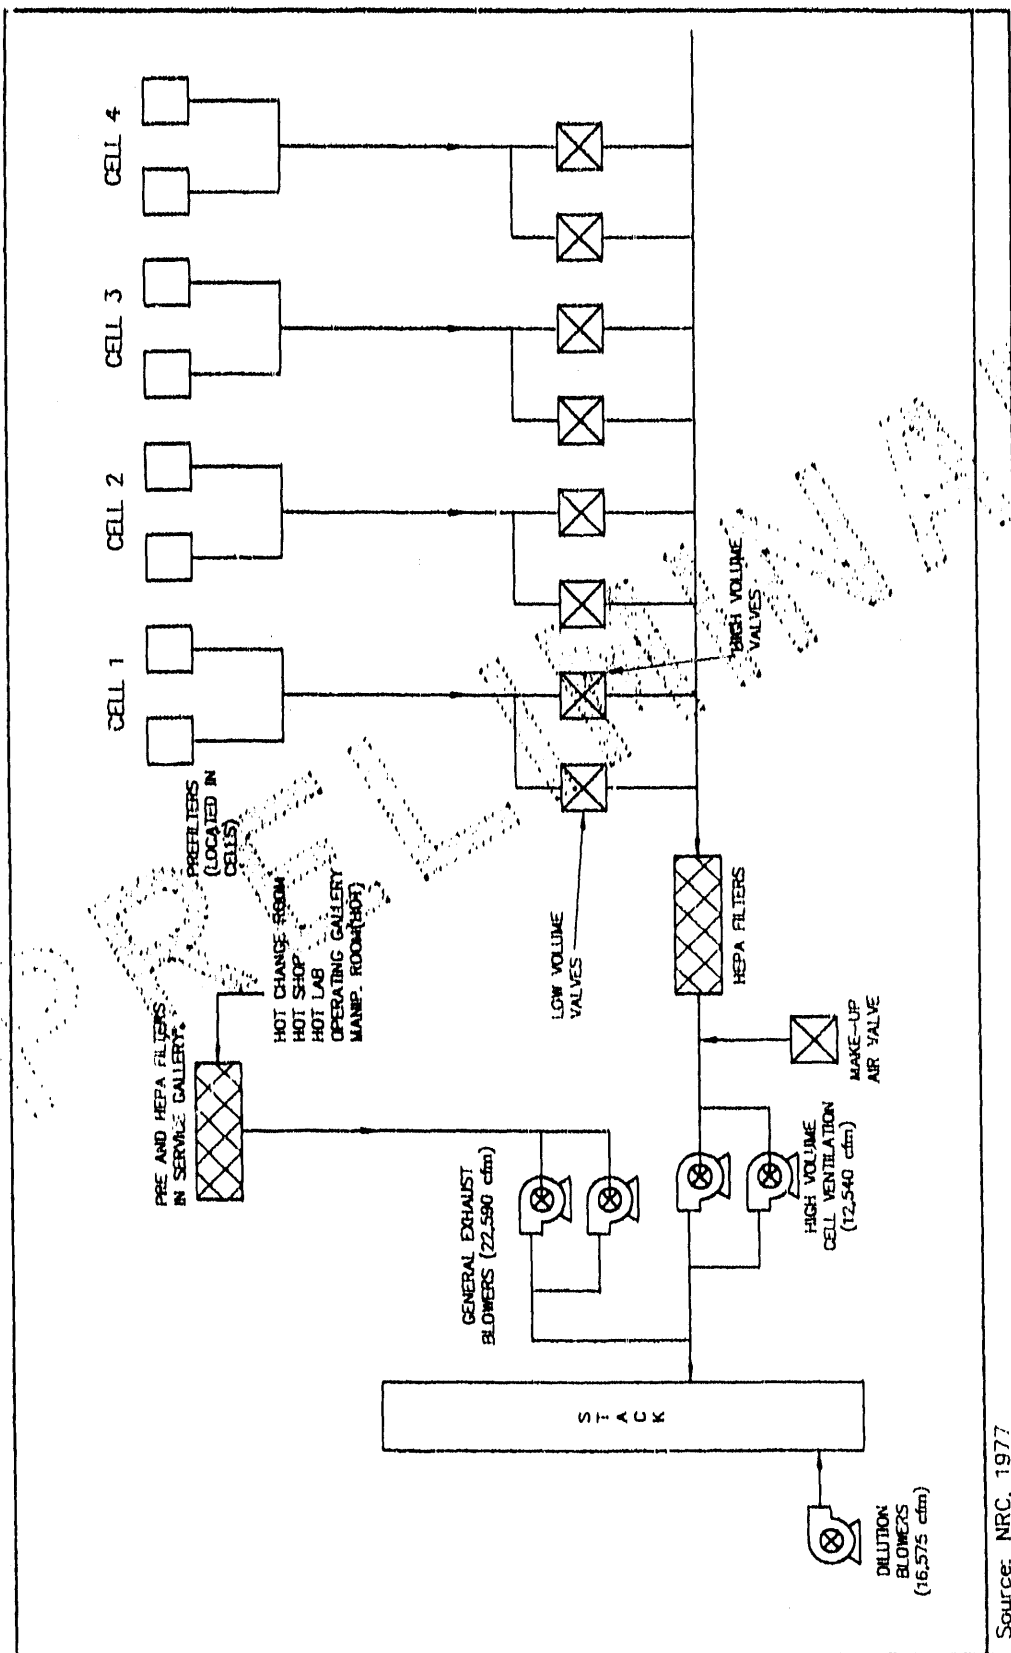 CELL 1
CELL 2
CELL 3
CELL 4
PREFILTERS
(LOCATED IN
CELLS)
PRE AND HEPA FILTERS
IN SERVICE GALLERY
HOT CHANGE ROOM
HOT SHOP
HOT LAB
OPERATING GALLERY
MANIP. ROOM(HOT)
LOW VOLUME
VALVES
HIGH VOLUME
VALVES
HEPA FILTERS
MAKE-UP
AIR VALVE
GENERAL EXHAUST
BLOWERS (22,590 cfm)
HIGH VOLUME
CELL VENTILATION
(12,540 cfm)
STACK
DILUTION
BLOWERS
(16,575 cfm)
Source: NRC, 1977